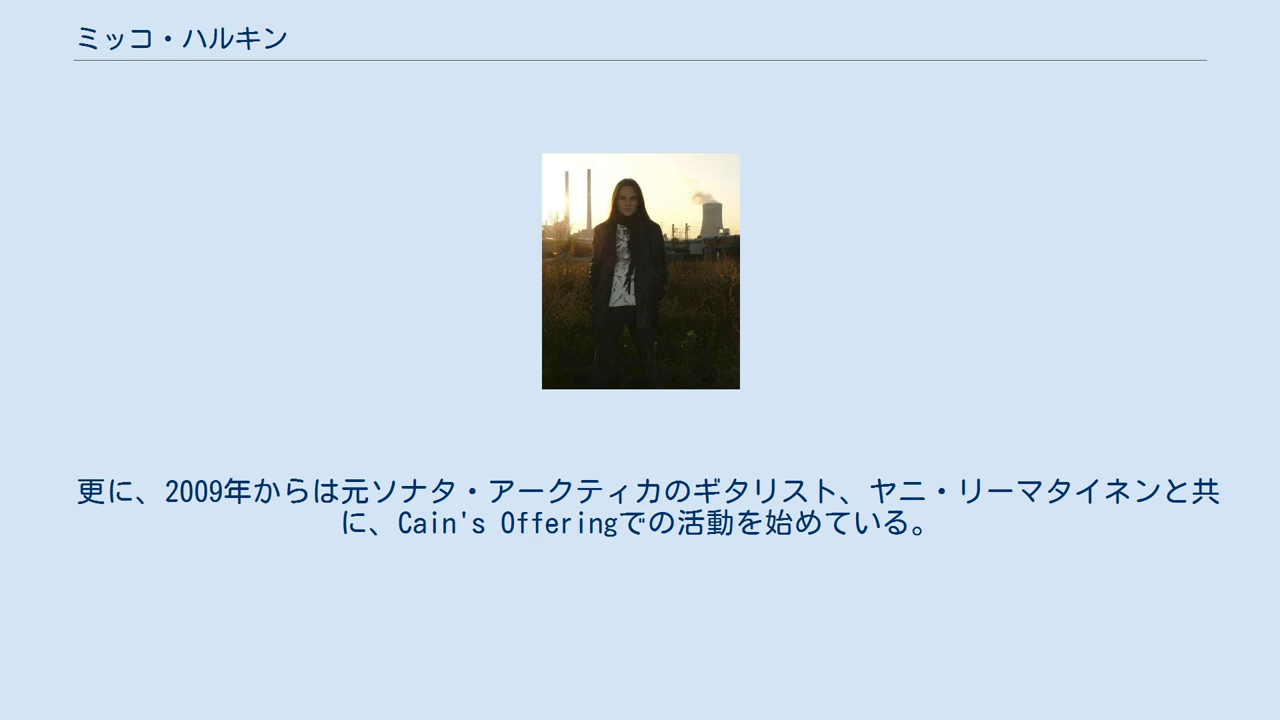 ミッコ・ハルキン
更に、2009年からは元ソナタ・アークティカのギタリスト、ヤニ・リーマタイネンと共
に、Cain's Offeringでの活動を始めている。